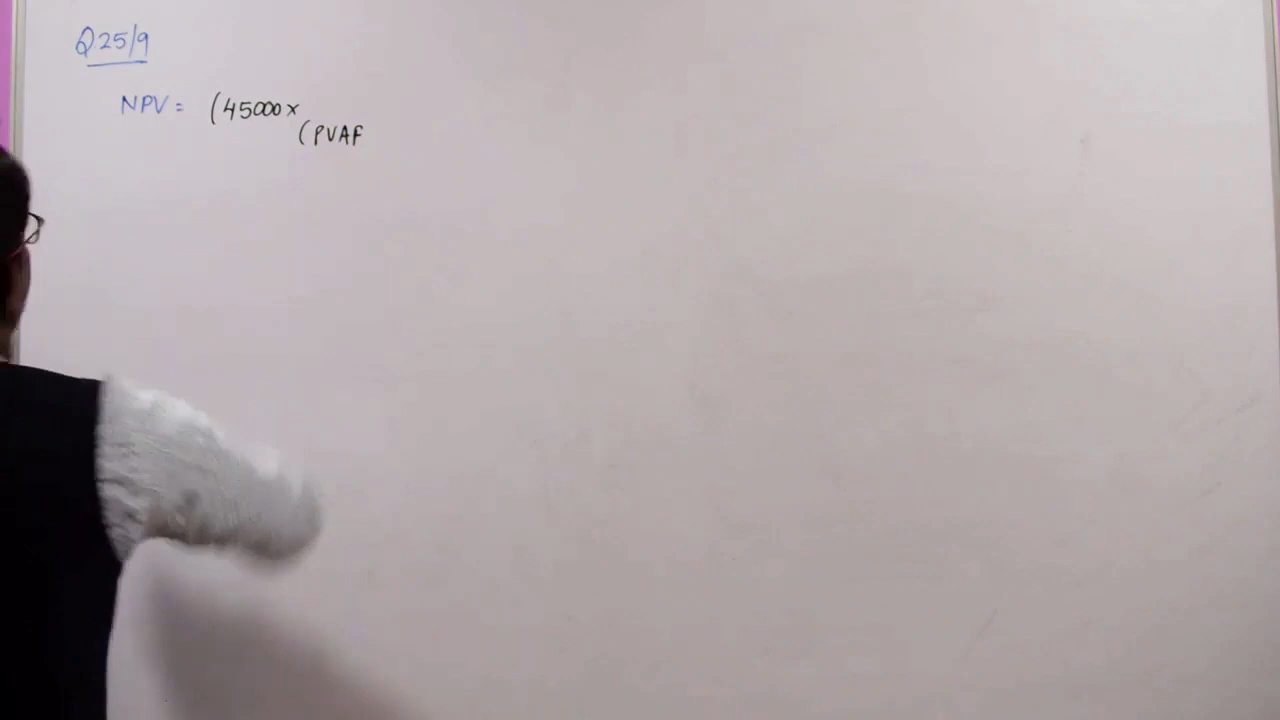 Q25/9
NPV = (45000 x
(PVAF